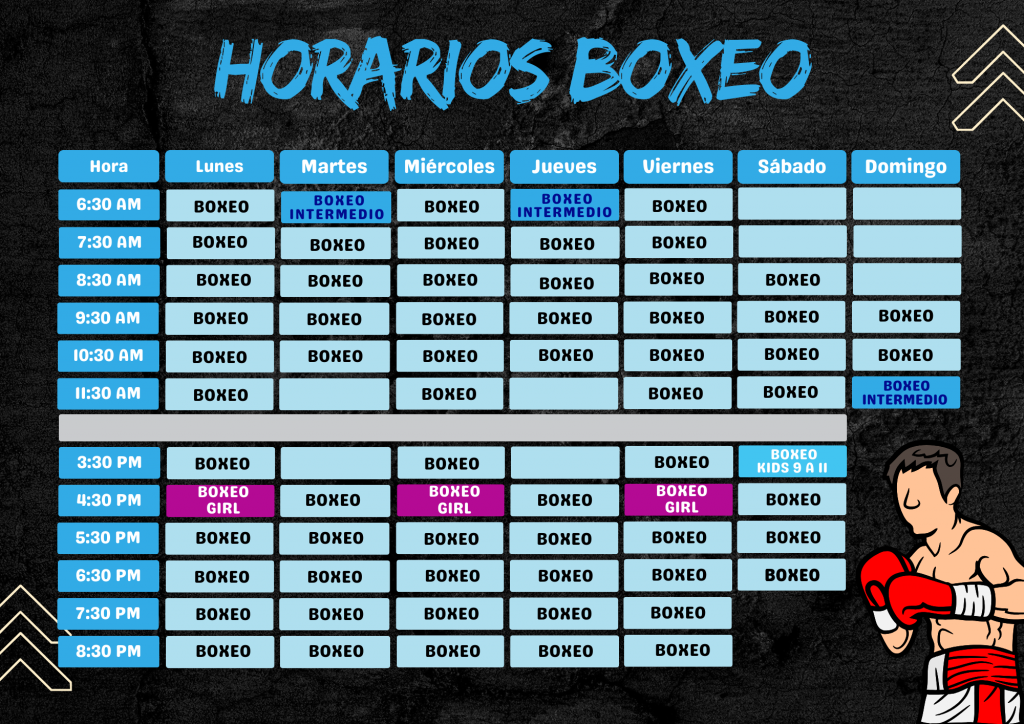 HORARIOS BOXEO
Hora Lunes Martes Miércoles Jueves Viernes Sábado Domingo
6:30 AM BOXEO BOXEO INTERMEDIO BOXEO BOXEO INTERMEDIO BOXEO
7:30 AM BOXEO BOXEO BOXEO BOXEO BOXEO
8:30 AM BOXEO BOXEO BOXEO BOXEO BOXEO BOXEO
9:30 AM BOXEO BOXEO BOXEO BOXEO BOXEO BOXEO BOXEO
10:30 AM BOXEO BOXEO BOXEO BOXEO BOXEO BOXEO BOXEO
11:30 AM BOXEO BOXEO BOXEO BOXEO BOXEO INTERMEDIO
3:30 PM BOXEO BOXEO BOXEO BOXEO KIDS 9 A 11
4:30 PM BOXEO GIRL BOXEO BOXEO GIRL BOXEO BOXEO GIRL BOXEO
5:30 PM BOXEO BOXEO BOXEO BOXEO BOXEO BOXEO
6:30 PM BOXEO BOXEO BOXEO BOXEO BOXEO BOXEO
7:30 PM BOXEO BOXEO BOXEO BOXEO BOXEO
8:30 PM BOXEO BOXEO BOXEO BOXEO BOXEO